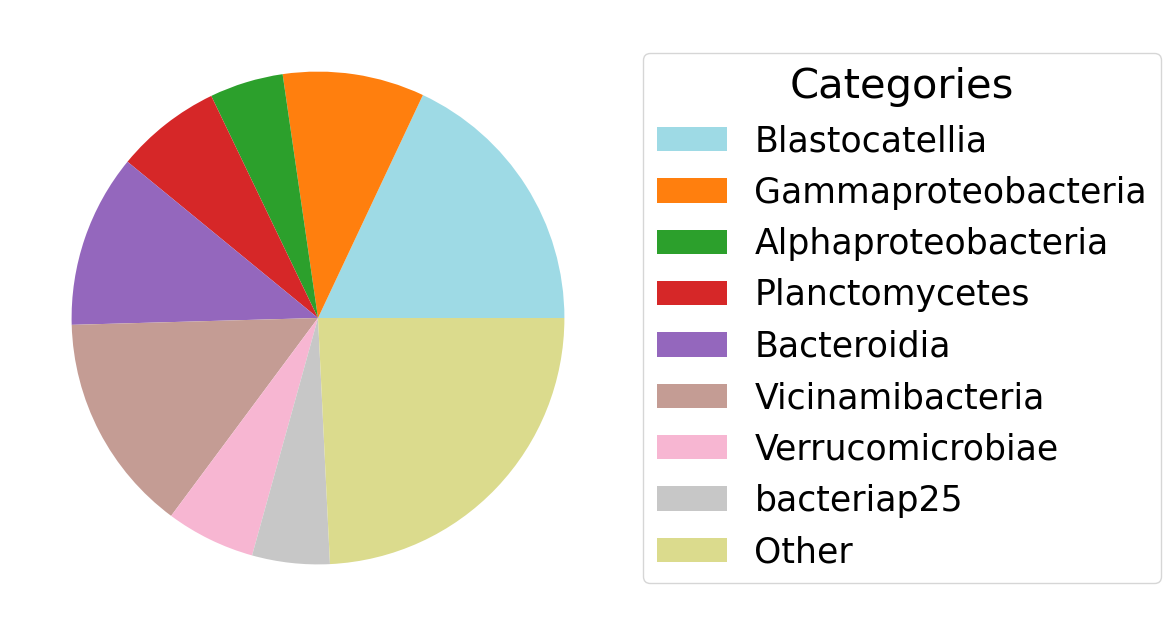 Categories
Blastocatellia
Gammaproteobacteria
Alphaproteobacteria
Planctomycetes
Bacteroidia
Vicinamibacteria
Verrucomicrobiae
bacteriap25
Other